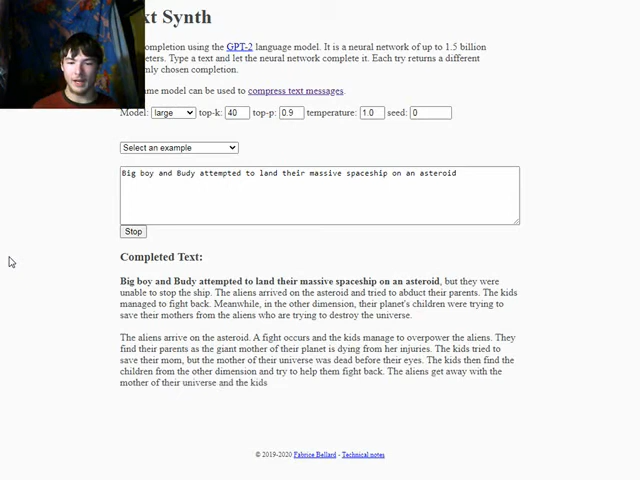 xt Synth
ompletion using the GPT-2 language model. It is a neural network of up to 1.5 billion
eters. Type a text and let the neural network complete it. Each try returns a different
mly chosen completion.
ame model can be used to compress text messages.
Model: large top-k: 40 top-p: 0.9 temperature: 1.0 seed: 0
Select an example
Big boy and Budy attempted to land their massive spaceship on an asteroid
Stop
Completed Text:
Big boy and Budy attempted to land their massive spaceship on an asteroid, but they were
unable to stop the ship. The aliens arrived on the asteroid and tried to abduct their parents. The kids
managed to fight back. Meanwhile, in the other dimension, their planet's children were trying to
save their mothers from the aliens who are trying to destroy the universe.
The aliens arrive on the asteroid. A fight occurs and the kids manage to overpower the aliens. They
find their parents as the giant mother of their planet is dying from her injuries. The kids tried to
save their mom, but the mother of their universe was dead before their eyes. The kids then find the
children from the other dimension and try to help them fight back. The aliens get away with the
mother of their universe and the kids
© 2019-2020 Fabrice Bellard - Technical notes